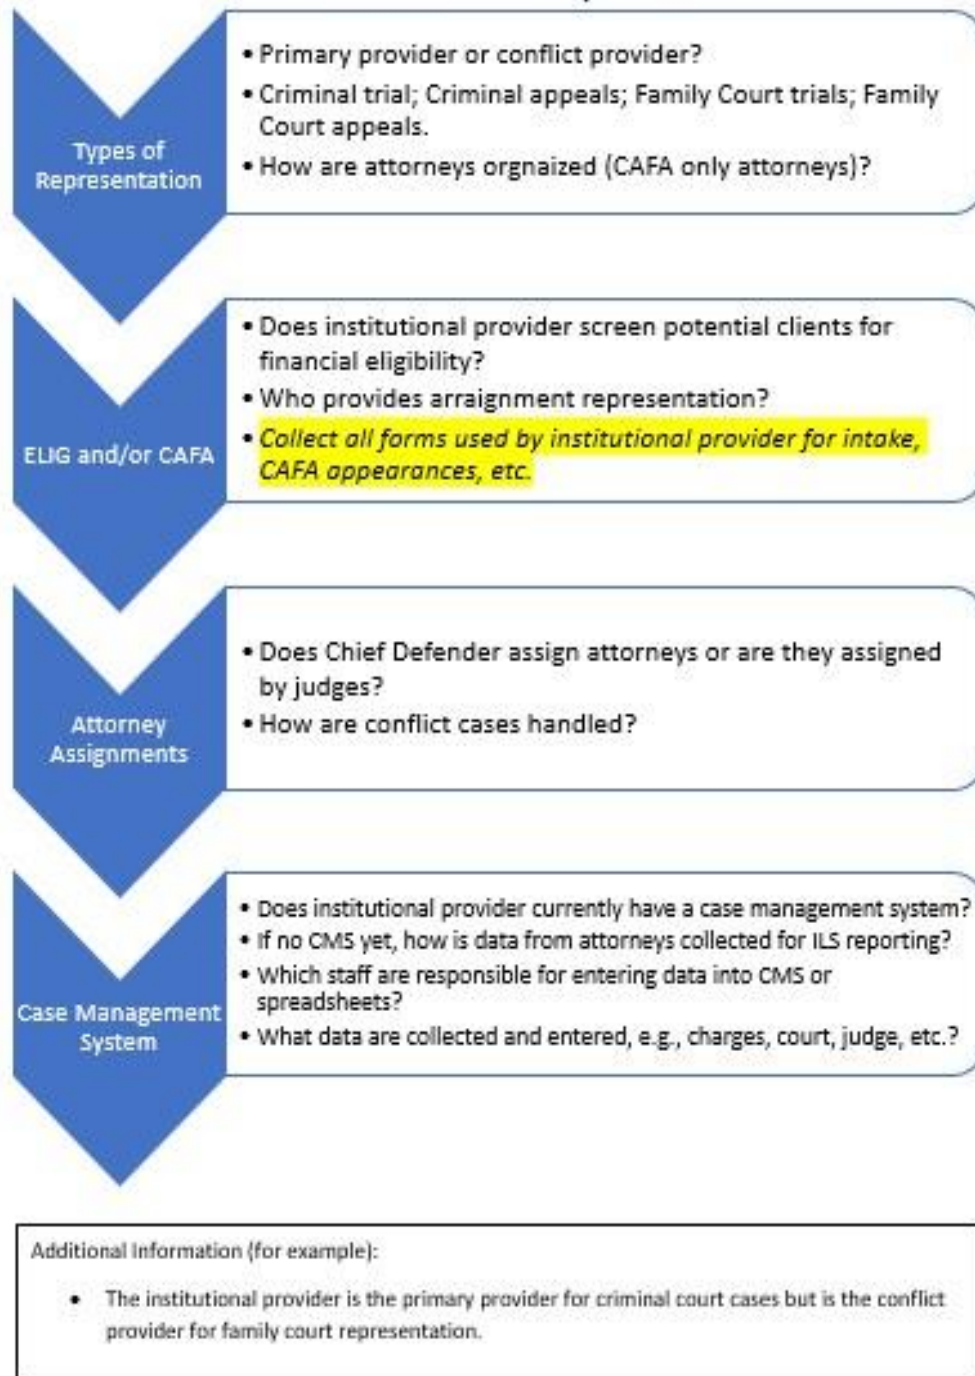 Types of
Representation
• Primary provider or conflict provider?
• Criminal trial; Criminal appeals; Family Court trials; Family
Court appeals.
• How are attorneys orgnaized (CAFA only attorneys)?
ELIG and/or CAFA
• Does institutional provider screen potential clients for
financial eligibility?
• Who provides arraignment representation?
• Collect all forms used by institutional provider for intake,
CAFA appearances, etc.
Attorney
Assignments
• Does Chief Defender assign attorneys or are they assigned
by judges?
• How are conflict cases handled?
Case Management
System
• Does institutional provider currently have a case management system?
• If no CMS yet, how is data from attorneys collected for ILS reporting?
• Which staff are responsible for entering data into CMS or
spreadsheets?
• What data are collected and entered, e.g., charges, court, judge, etc.?
Additional Information (for example):
• The institutional provider is the primary provider for criminal court cases but is the conflict
provider for family court representation.